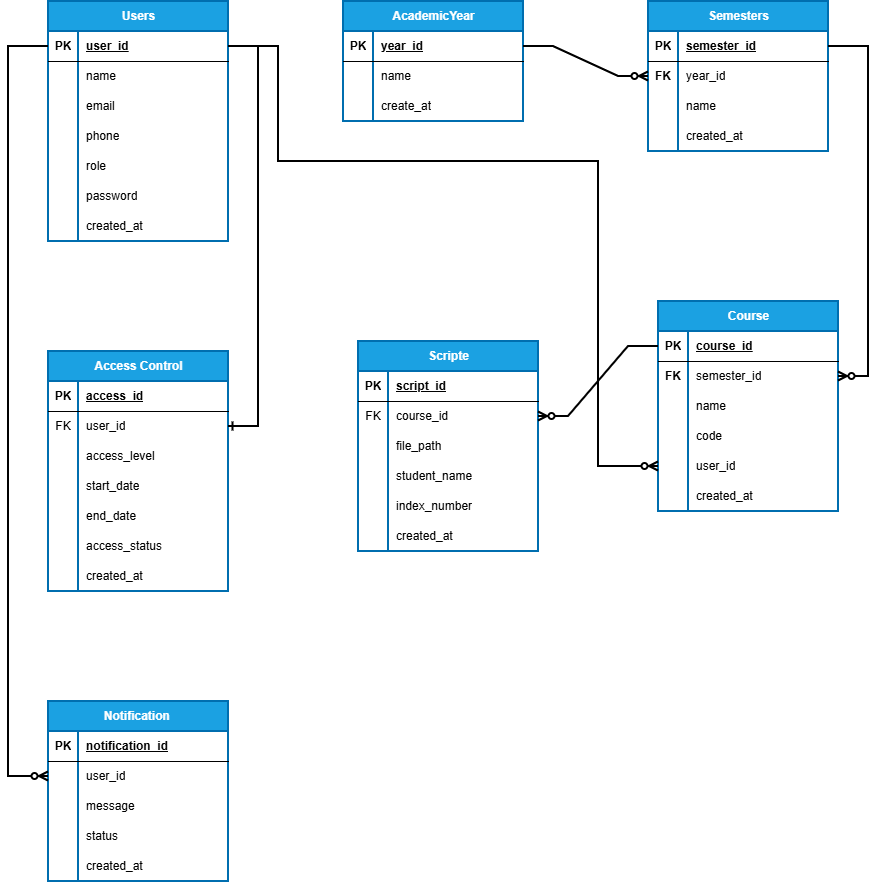 Users
PK user_id
name
email
phone
role
password
created_at
AcademicYear
PK year_id
name
create_at
Semesters
PK semester_id
FK year_id
name
created_at
Access Control
PK access_id
FK user_id
access_level
start_date
end_date
access_status
created_at
Scripte
PK script_id
FK course_id
file_path
student_name
index_number
created_at
Course
PK course_id
FK semester_id
name
code
user_id
created_at
Notification
PK notification_id
user_id
message
status
created_at